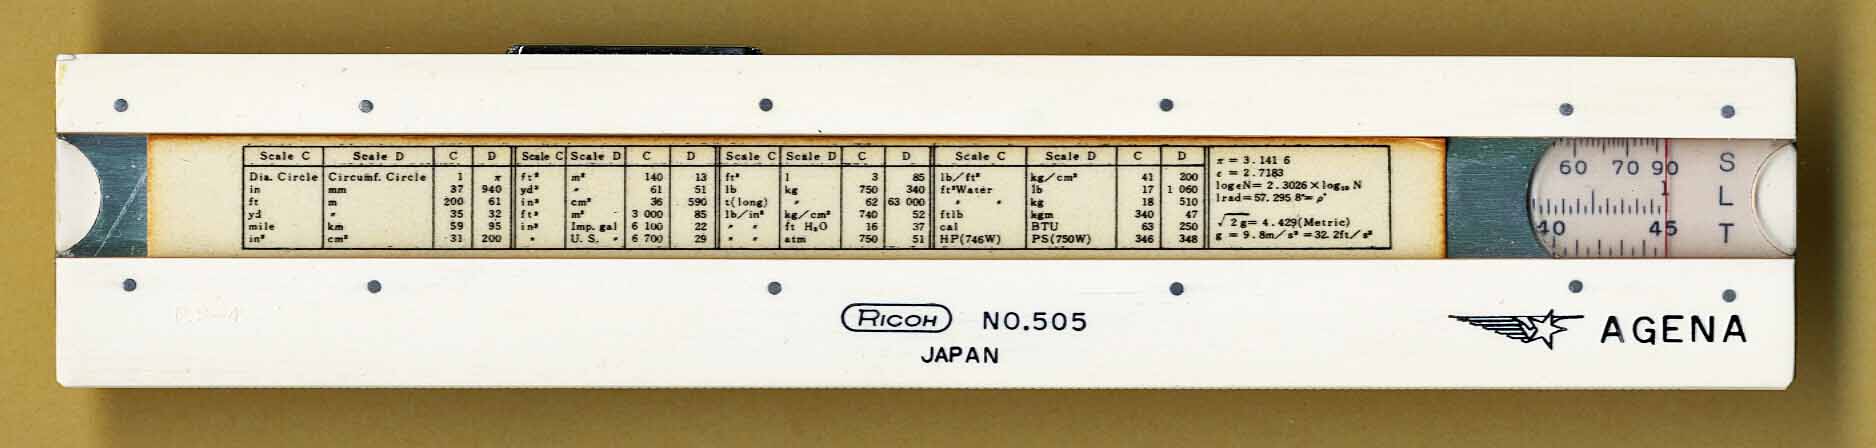 Scale C Scale D C D Scale C Scale D C D Scale C Scale D C D Scale C Scale D C D
Dia. Circle Circumf. Circle 1 π ft² m² 140 13 ft³ l 3 85 lb/ft² kg/cm² 41 200
in mm 37 940 yd² 〃 61 51 lb kg 750 340 ft³Water lb 17 1 060
ft m 200 61 in³ cm³ 36 590 t(long) 〃 62 63 000 〃 〃 kg 18 510
yd 〃 35 32 ft³ m³ 3 000 85 lb/in² kg/cm² 740 52 ftlb kgm 340 47
mile km 59 95 in³ Imp. gal 6 100 22 〃 〃 ft H₂O 16 37 cal BTU 63 250
in² cm² 31 200 〃 U.S. 〃 6 700 29 〃 〃 atm 750 51 HP(746W) PS(750W) 346 348
π = 3.141 6
e = 2.7183
logeN= 2.3026×log₁₀ N
1rad=57.295 8°= ρ°
√2g= 4.429(Metric)
g = 9.8m/s² =32.2ft/s²
60 70 90
1
40 45
S
L
T
RICOH NO.505
JAPAN
AGENA